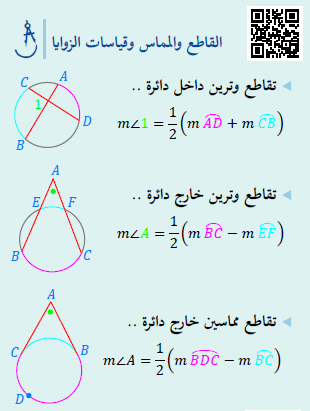 القاطع والمماس وقياسات الزوايا
تقاطع وترين داخل دائرة ..
m∠1 = 1/2 (m AD + m CB)
C A 1 D B
تقاطع وترين خارج دائرة ..
m∠A = 1/2 (m BC − m EF)
A E F B C
تقاطع مماسين خارج دائرة ..
m∠A = 1/2 (m BDC − m BC)
A C B D